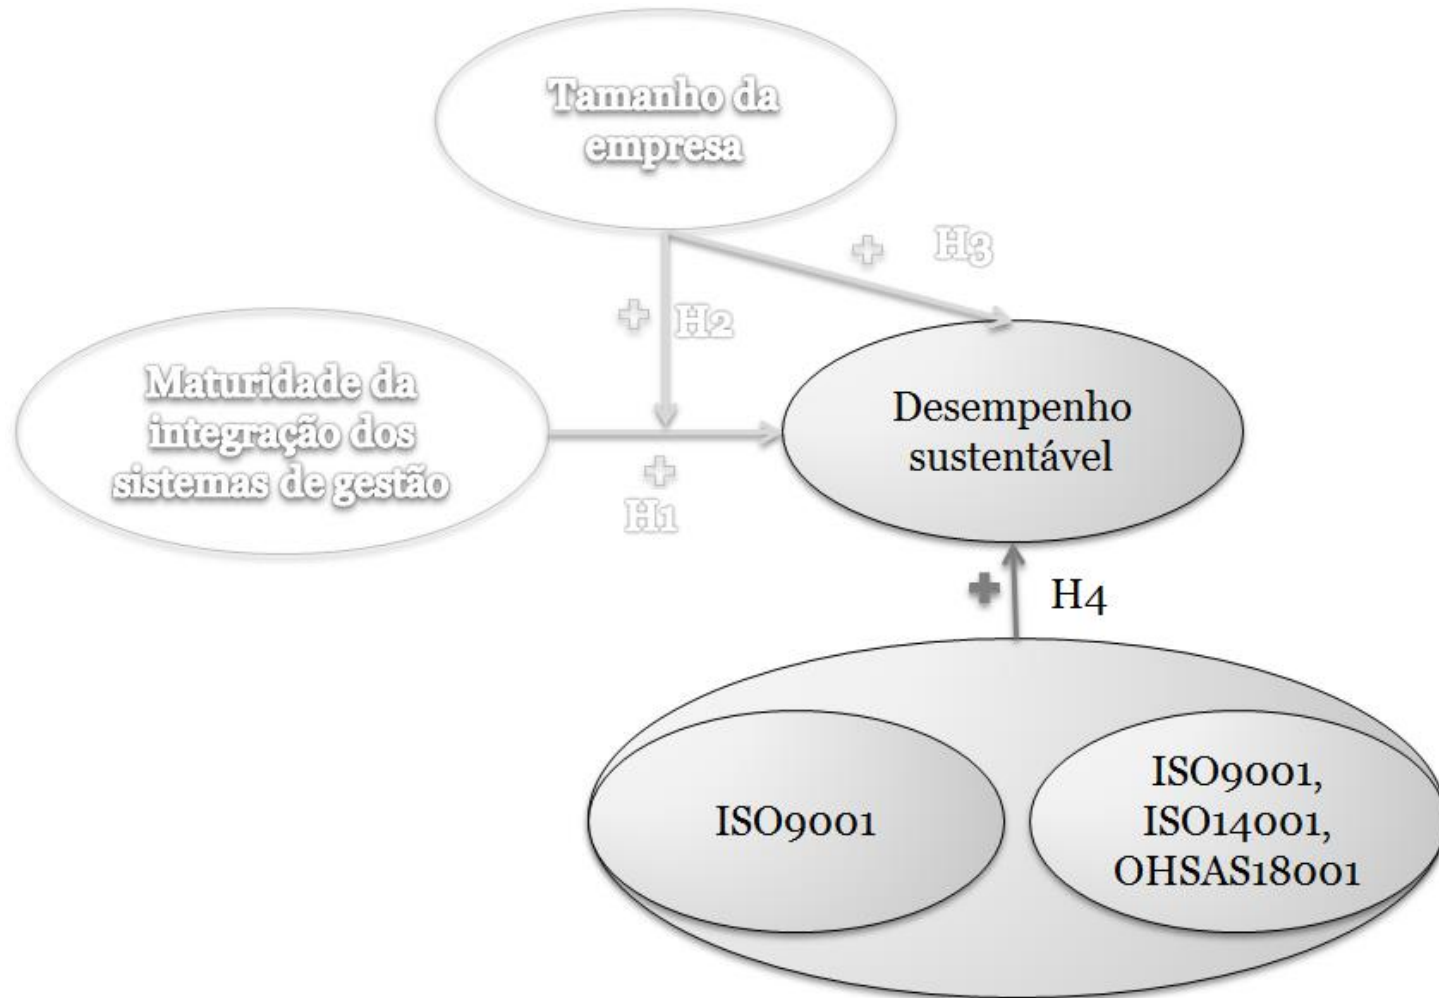 Tamanho da
empresa
+ H3
+ H2
Maturidade da
integração dos
sistemas de gestão
+
H1
Desempenho
sustentável
+ H4
ISO9001
ISO9001,
ISO14001,
OHSAS18001